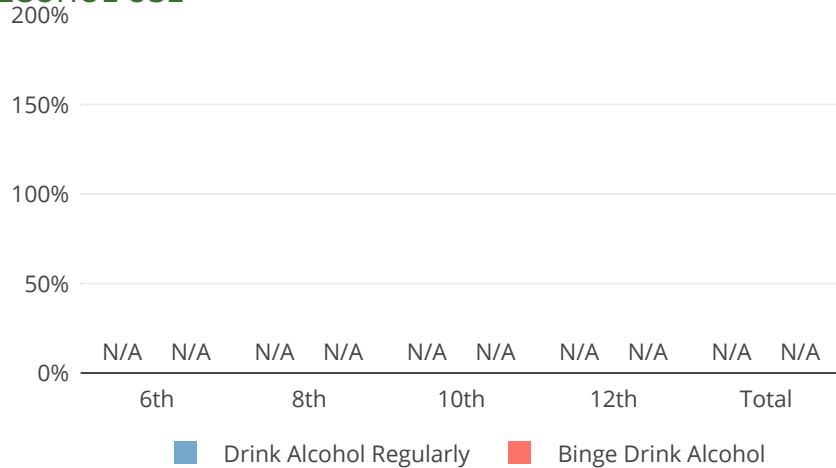 200%
150%
100%
50%
N/A N/A N/A N/A N/A N/A N/A N/A N/A N/A
0%
6th 8th 10th 12th Total
Drink Alcohol Regularly Binge Drink Alcohol